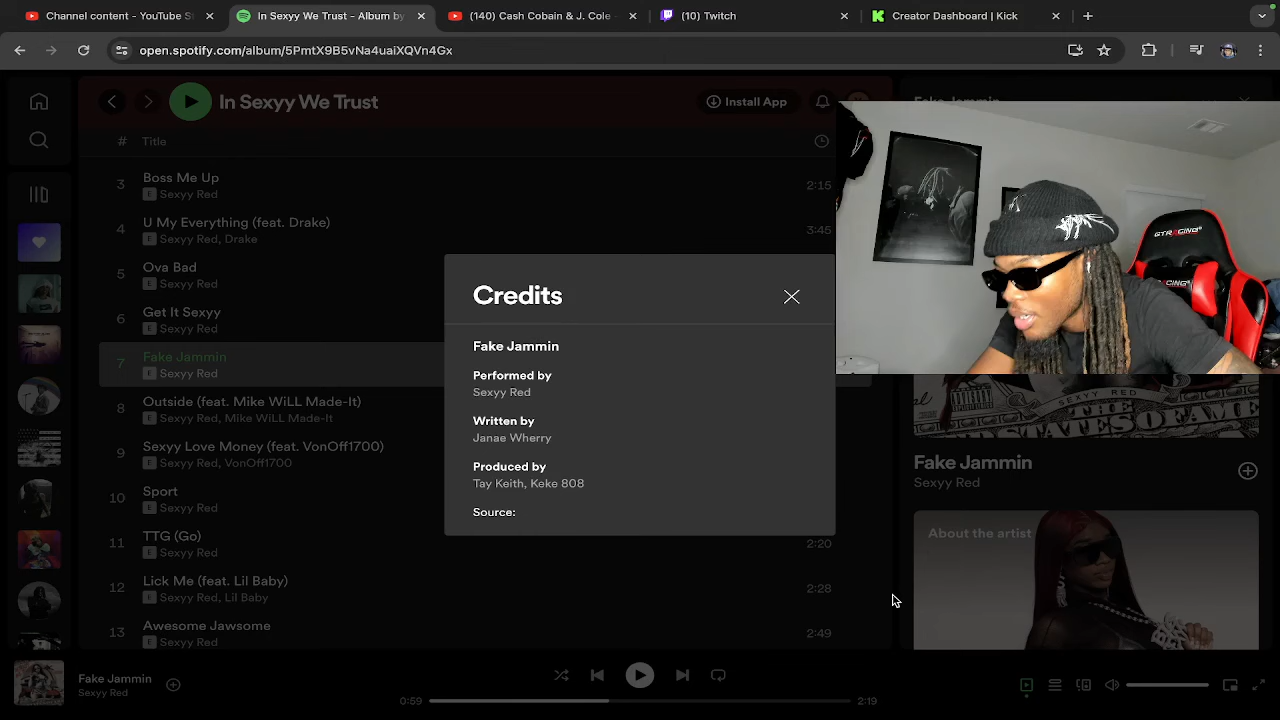 Channel content - YouTube S
In Sexyy We Trust - Album by
(140) Cash Cobain & J. Cole -
(10) Twitch
Creator Dashboard | Kick
open.spotify.com/album/5PmtX9B5vNa4uaiXQVn4Gx
In Sexyy We Trust
Install App
# Title
3 Boss Me Up 2:15
E Sexyy Red
4 U My Everything (feat. Drake) 3:45
E Sexyy Red, Drake
5 Ova Bad
E Sexyy Red
6 Get It Sexyy
E Sexyy Red
7 Fake Jammin
E Sexyy Red
8 Outside (feat. Mike WiLL Made-It)
E Sexyy Red, Mike WiLL Made-It
9 Sexyy Love Money (feat. VonOff1700)
E Sexyy Red, VonOff1700
10 Sport
E Sexyy Red
11 TTG (Go) 2:20
E Sexyy Red
12 Lick Me (feat. Lil Baby) 2:28
E Sexyy Red, Lil Baby
13 Awesome Jawsome 2:49
E Sexyy Red
Credits
Fake Jammin
Performed by
Sexyy Red
Written by
Janae Wherry
Produced by
Tay Keith, Keke 808
Source:
Fake Jammin
GTRACING
SEXYY RED
Fake Jammin
Sexyy Red
About the artist
Fake Jammin
Sexyy Red
0:59
2:19